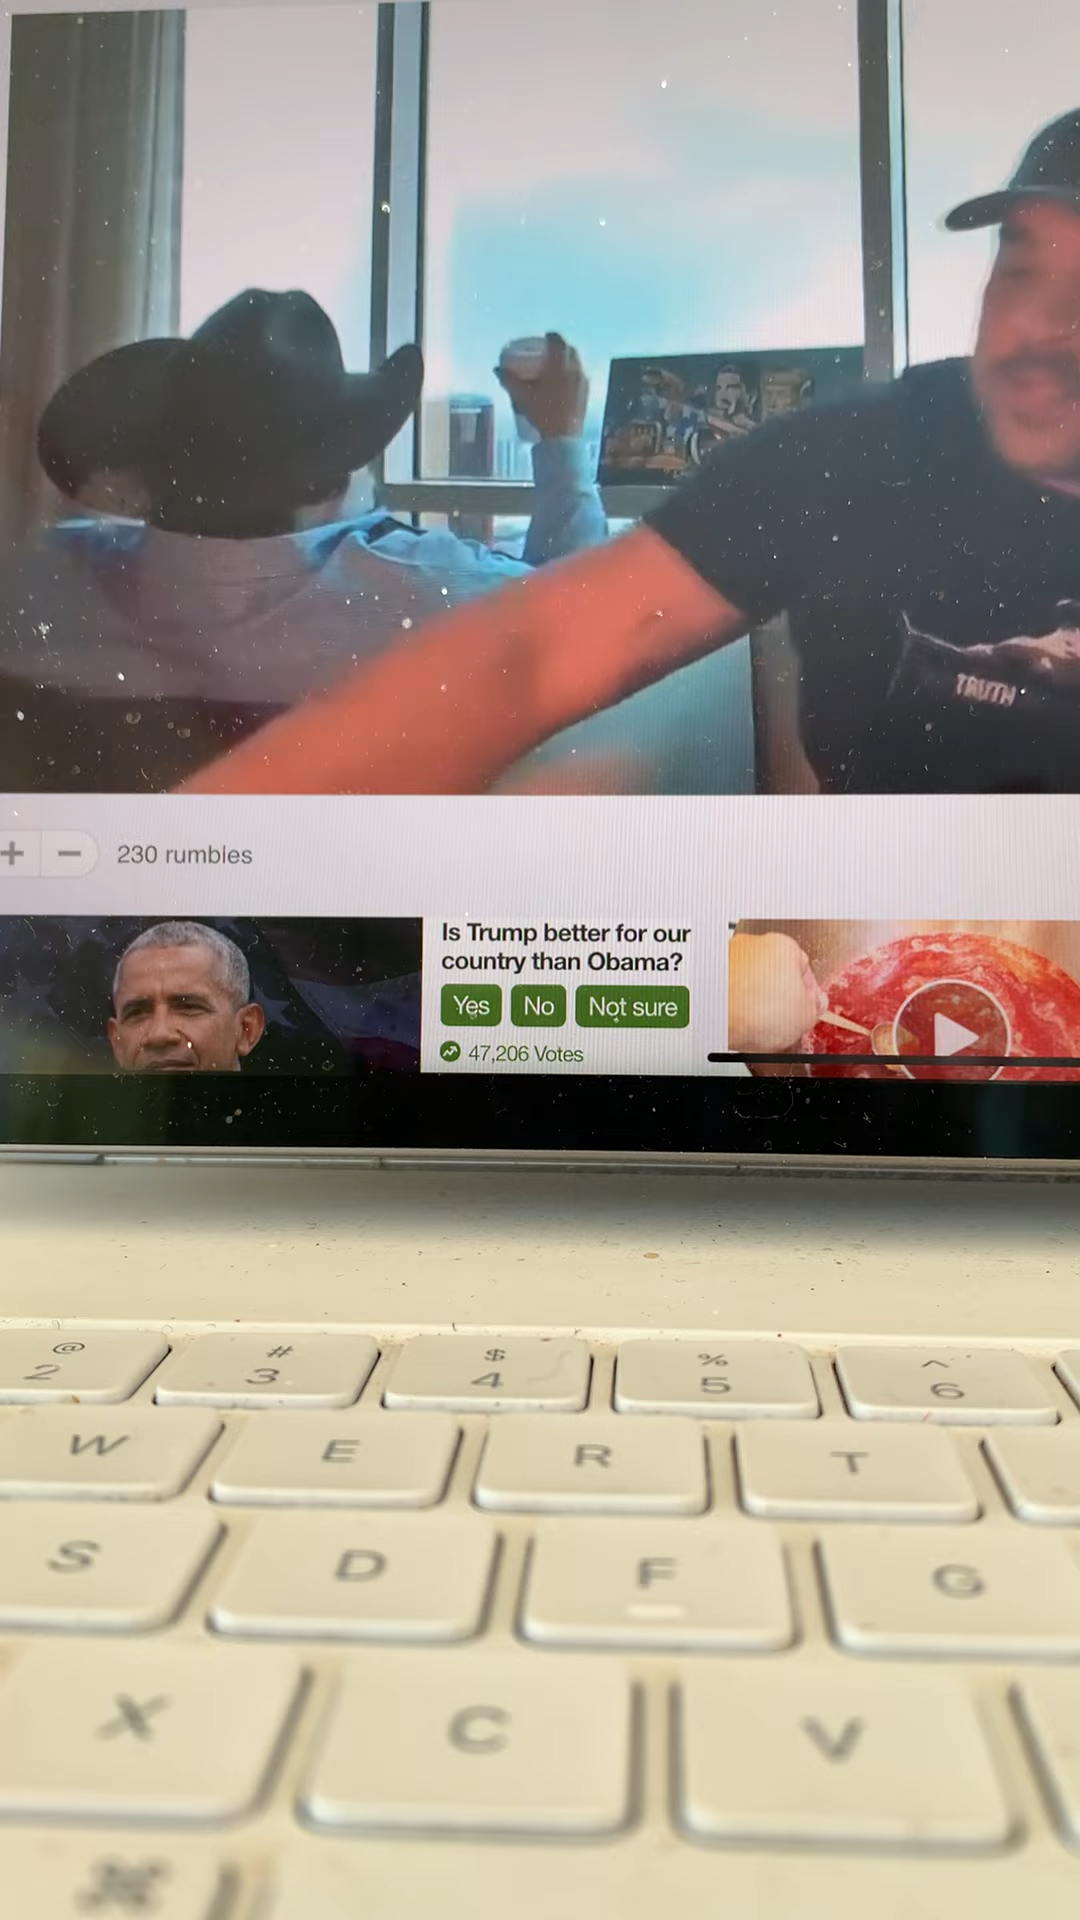 TRUTH
230 rumbles
Is Trump better for our
country than Obama?
Yes No Not sure
47,206 Votes
@ # $ % ^
2 3 4 5 6
W E R T
S D F G
X C V
⌘